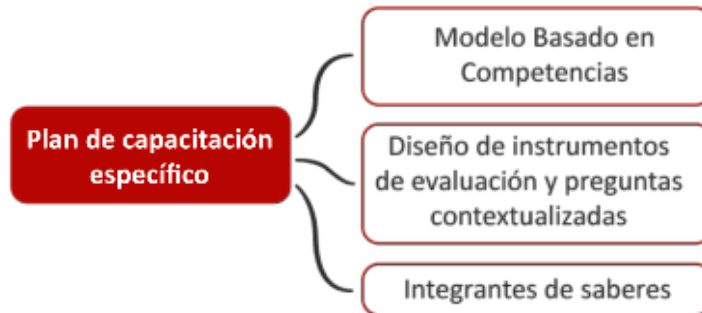 Plan de capacitación
específico
Modelo Basado en
Competencias
Diseño de instrumentos
de evaluación y preguntas
contextualizadas
Integrantes de saberes